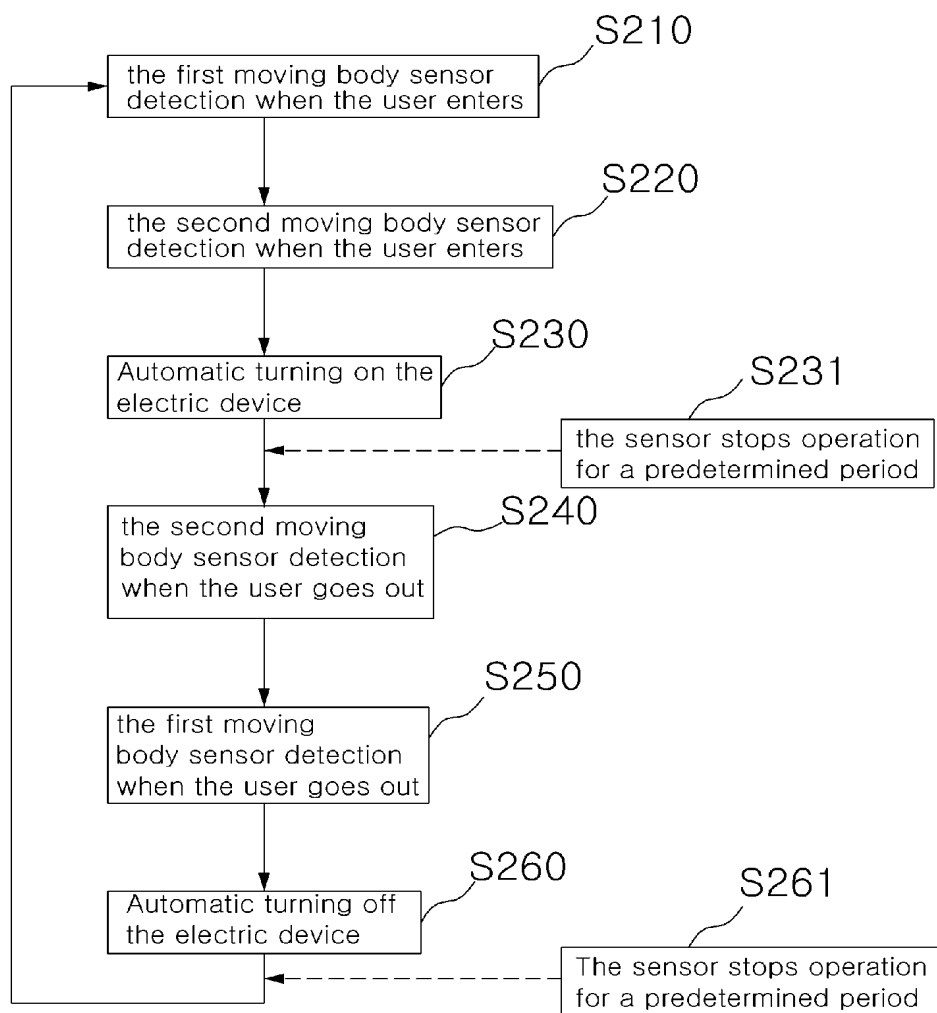 S210
the first moving body sensor
detection when the user enters
S220
the second moving body sensor
detection when the user enters
S230
Automatic turning on the
electric device
S231
the sensor stops operation
for a predetermined period
S240
the second moving
body sensor detection
when the user goes out
S250
the first moving
body sensor detection
when the user goes out
S260
Automatic turning off
the electric device
S261
The sensor stops operation
for a predetermined period